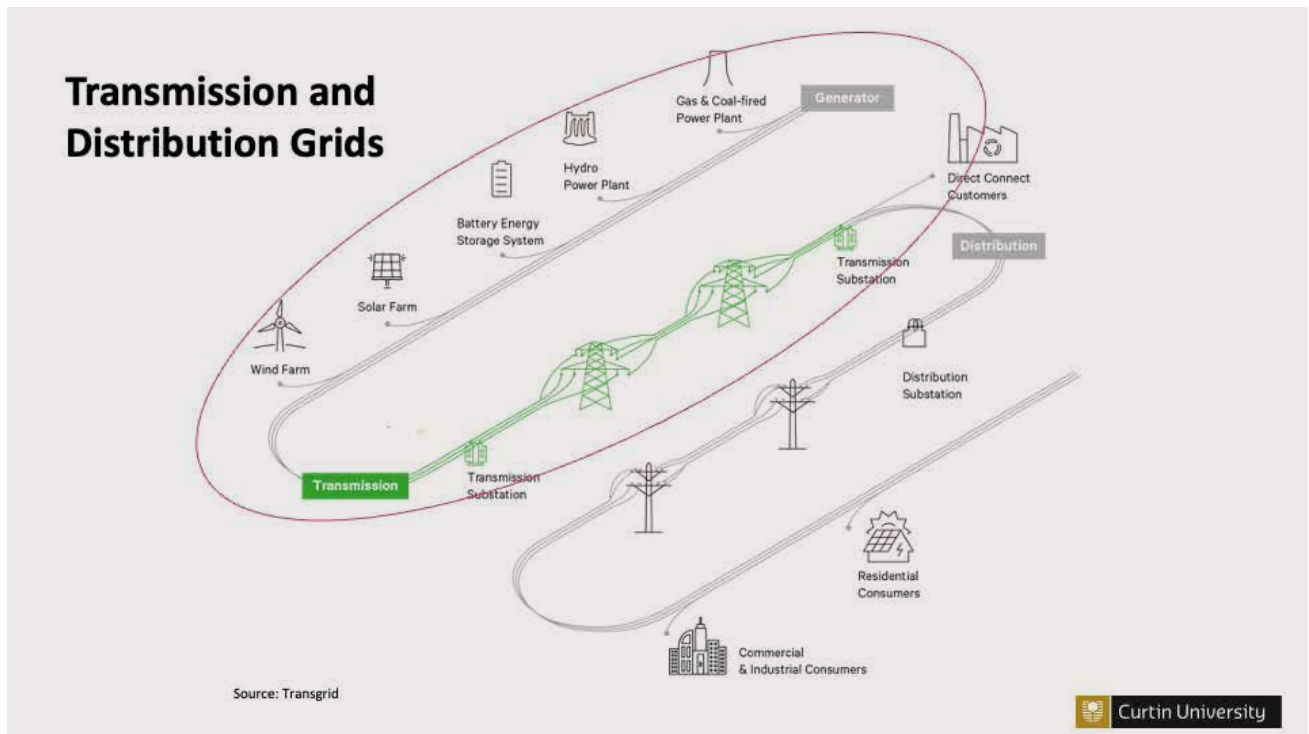 Transmission and
Distribution Grids
Gas & Coal-fired
Power Plant
Generator
Hydro
Power Plant
Direct Connect
Customers
Battery Energy
Storage System
Distribution
Transmission
Substation
Solar Farm
Wind Farm
Distribution
Substation
Transmission
Transmission
Substation
Residential
Consumers
Commercial
& Industrial Consumers
Source: Transgrid
Curtin University